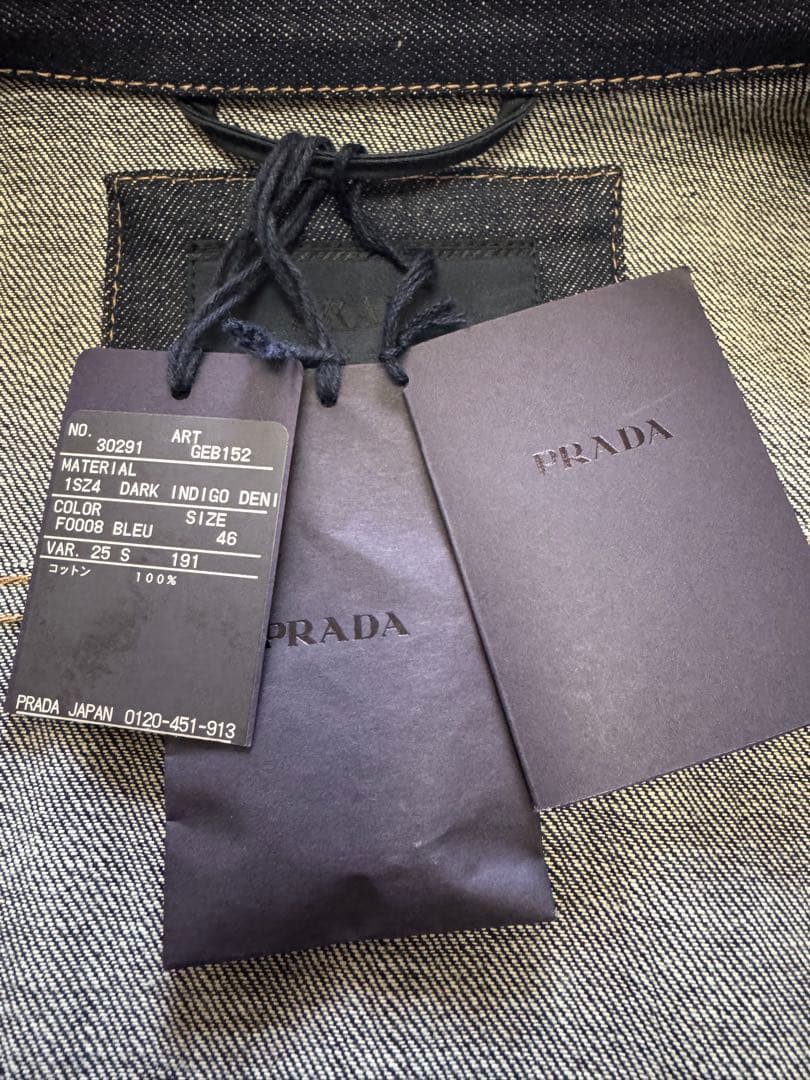 PRADA
NO. 30291 ART GEB152
MATERIAL
1SZ4 DARK INDIGO DENI
COLOR SIZE
F0008 BLEU 46
VAR. 25 S 191
コットン 100%
PRADA JAPAN 0120-451-913
PRADA
PRADA